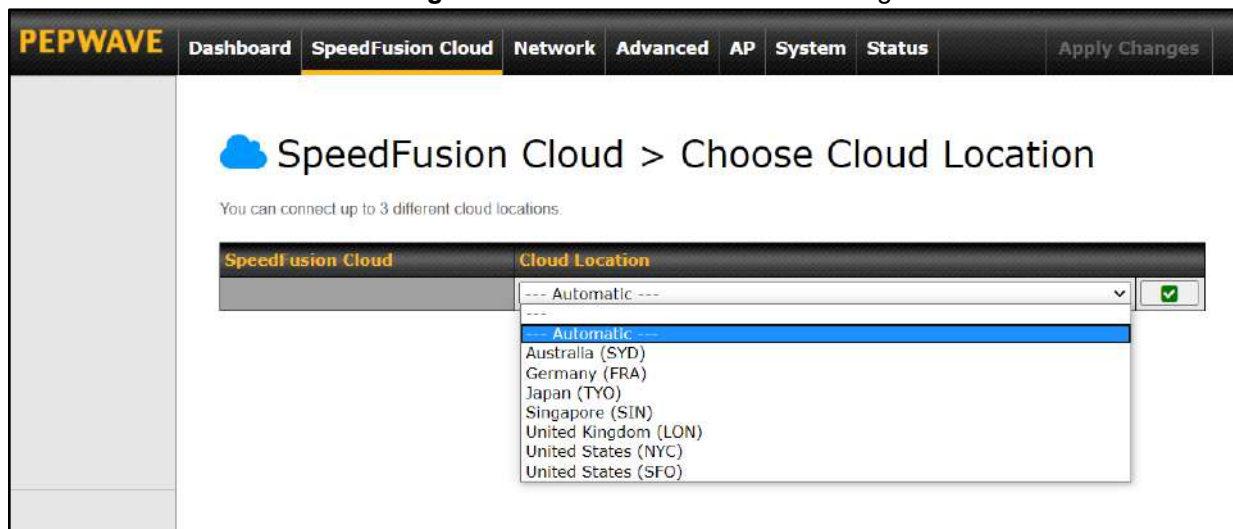 PEPWAVE Dashboard SpeedFusion Cloud Network Advanced AP System Status Apply Changes
SpeedFusion Cloud > Choose Cloud Location
You can connect up to 3 different cloud locations.
SpeedFusion Cloud Cloud Location
--- Automatic ---
---
--- Automatic ---
Australia (SYD)
Germany (FRA)
Japan (TYO)
Singapore (SIN)
United Kingdom (LON)
United States (NYC)
United States (SFO)